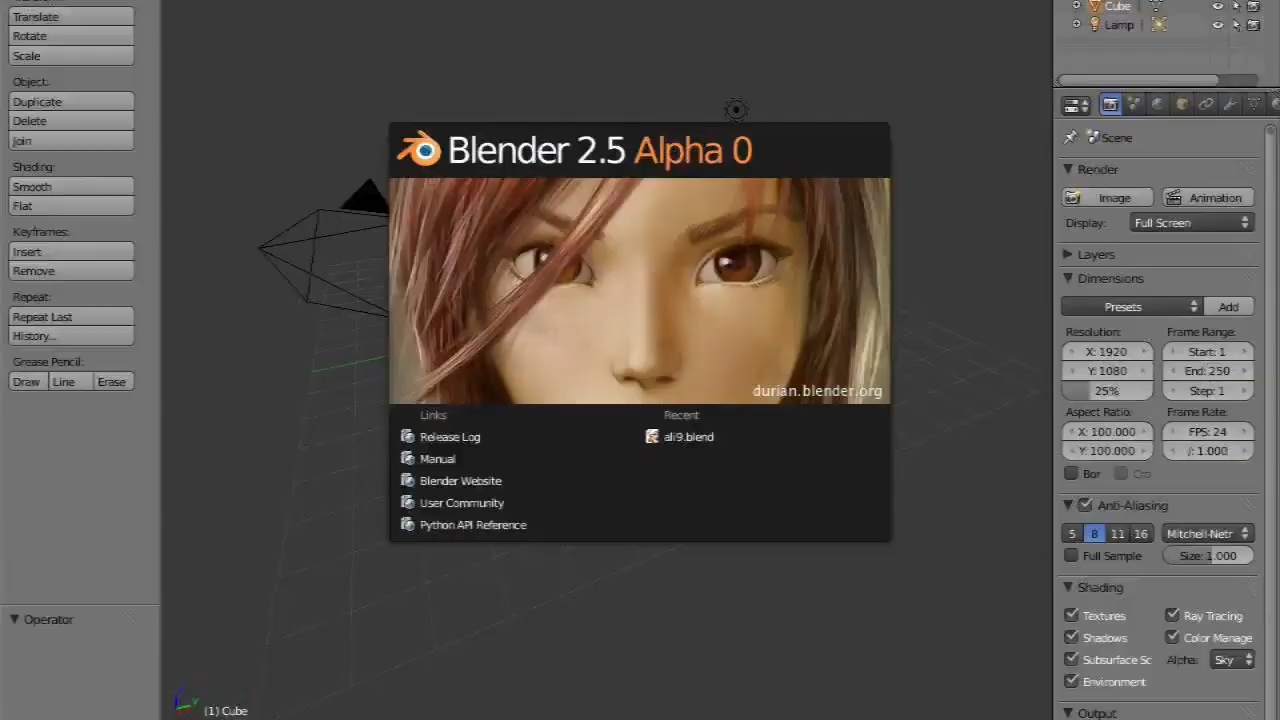 Translate
Rotate
Scale
Object:
Duplicate
Delete
Join
Shading:
Smooth
Flat
Keyframes:
Insert
Remove
Repeat:
Repeat Last
History...
Grease Pencil:
Draw Line Erase
Operator
(1) Cube
Blender 2.5 Alpha 0
durian.blender.org
Links
Release Log
Manual
Blender Website
User Community
Python API Reference
Recent
ali9.blend
Cube
Lamp
Scene
Render
Image Animation
Display: Full Screen
Layers
Dimensions
Presets Add
Resolution: Frame Range:
X: 1920 Start: 1
Y: 1080 End: 250
25% Step: 1
Aspect Ratio: Frame Rate:
X: 100.000 FPS: 24
Y: 100.000 /: 1.000
Bor Cro
Anti-Aliasing
5 8 11 16 Mitchell-Netr
Full Sample Size: 1.000
Shading
Textures Ray Tracing
Shadows Color Manage
Subsurface Sc Alpha: Sky
Environment
Output